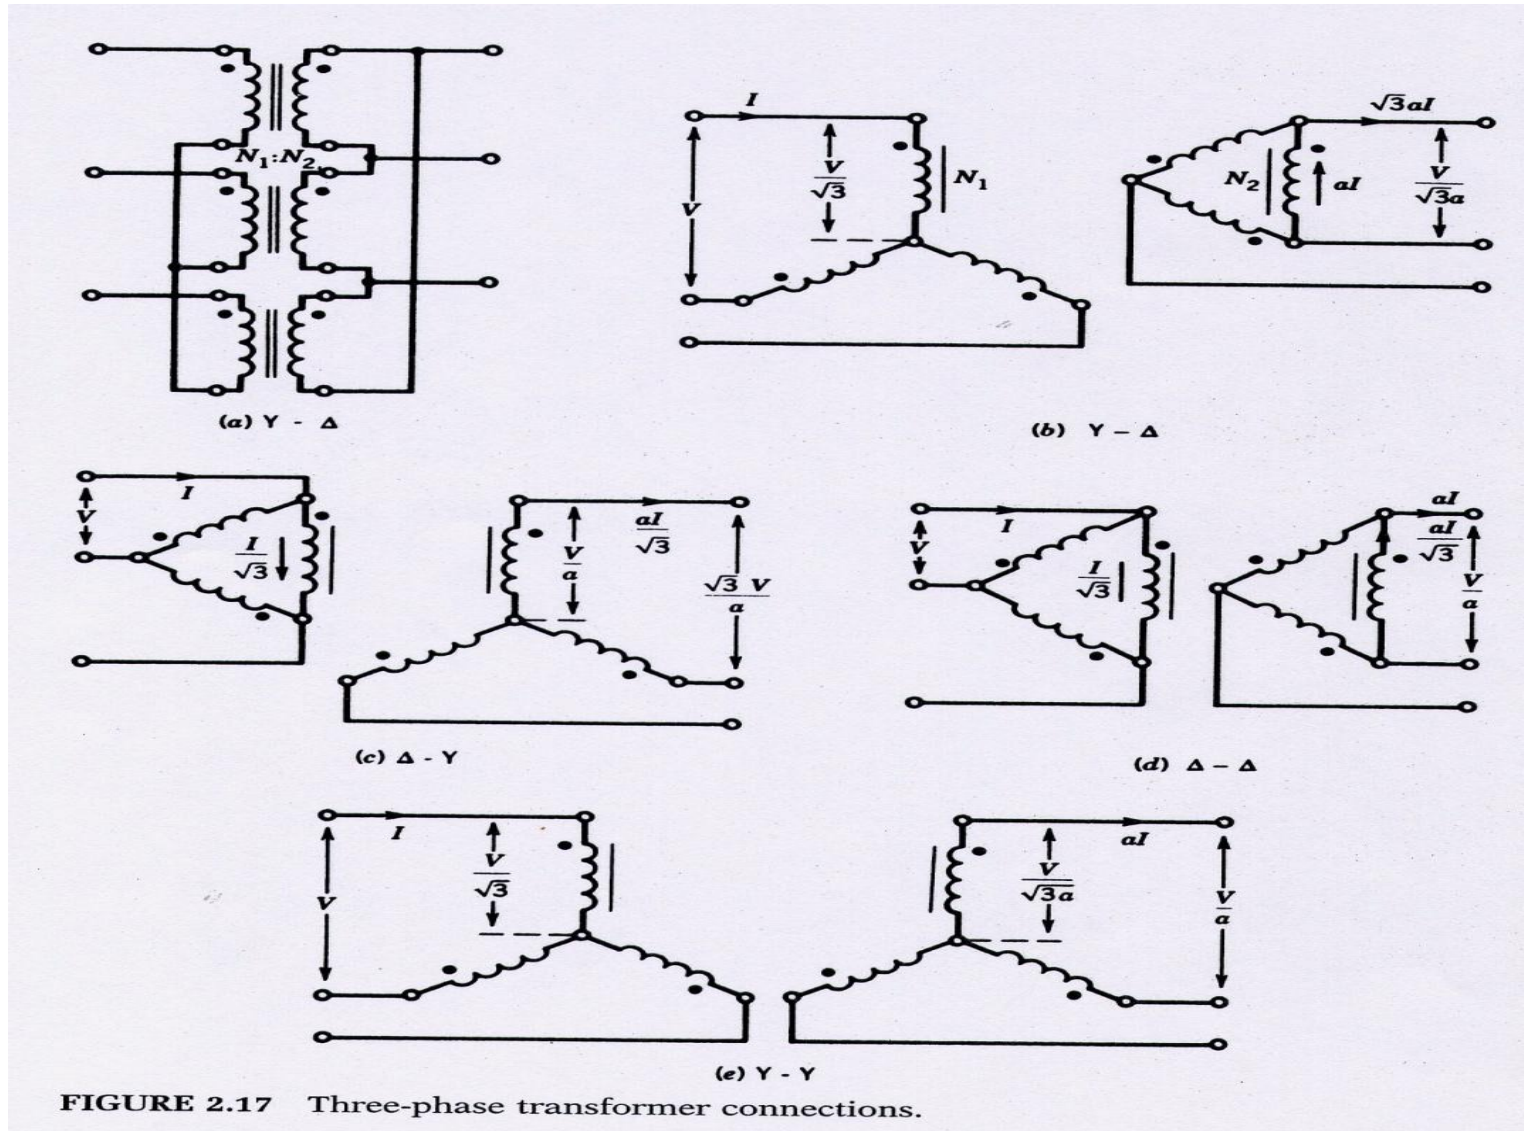 N₁:N₂
(a) Y - Δ
I
V
V
√3
N₁
N₂
aI
√3aI
V
√3a
(b) Y – Δ
I
V
I
√3
V
a
aI
√3
√3 V
a
(c) Δ - Y
I
V
I
√3
aI
aI
√3
V
a
(d) Δ – Δ
I
V
V
√3
aI
V
√3a
V
a
(e) Y - Y
FIGURE 2.17 Three-phase transformer connections.